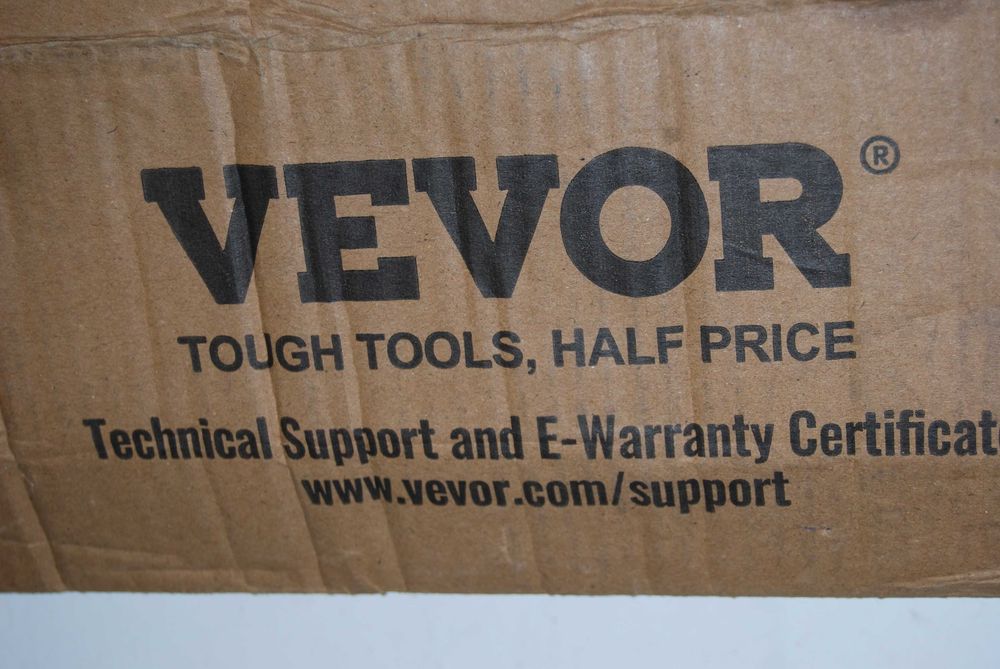 VEVOR®
TOUGH TOOLS, HALF PRICE
Technical Support and E-Warranty Certificat
www.vevor.com/support